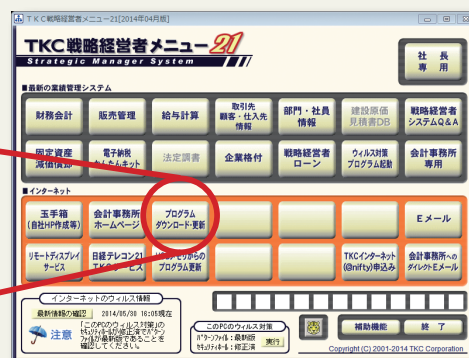 TKC戦略経営者メニュー21[2014年04月版]
TKC戦略経営者メニュー21
Strategic Manager System
社 長
専 用
■最新の業績管理システム
財務会計
販売管理
給与計算
取引先
顧客・仕入先
情報
部門・社員
情報
建設原価
見積書DB
戦略経営者
システムQ&A
固定資産
減価償却
電子納税
かんたんキット
法定調書
企業格付
戦略経営者
ローン
ウィルス対策
プログラム起動
会計事務所
専用
■インターネット
玉手箱
(自社HP作成等)
会計事務所
ホームページ
プログラム
ダウンロード・更新
Eメール
リモートディスプレイ
サービス
日経テレコン21
TKCサービス
からの
プログラム更新
TKCインターネット
(@nifty)申込み
会計事務所への
ダイレクトEメール
インターネットのウィルス情報
最新情報の確認
2014/05/30 16:05現在
注意
「このPCのウィルス対策」の
セキュリティホールが修正済でパターン
ファイルが最新版であることを
確認してください。
このPCのウィルス対策
パターンファイル:最新版
セキュリティホール:修正済
実行
補助機能
終 了
Copyright (C) 2001-2014 TKC Corporation